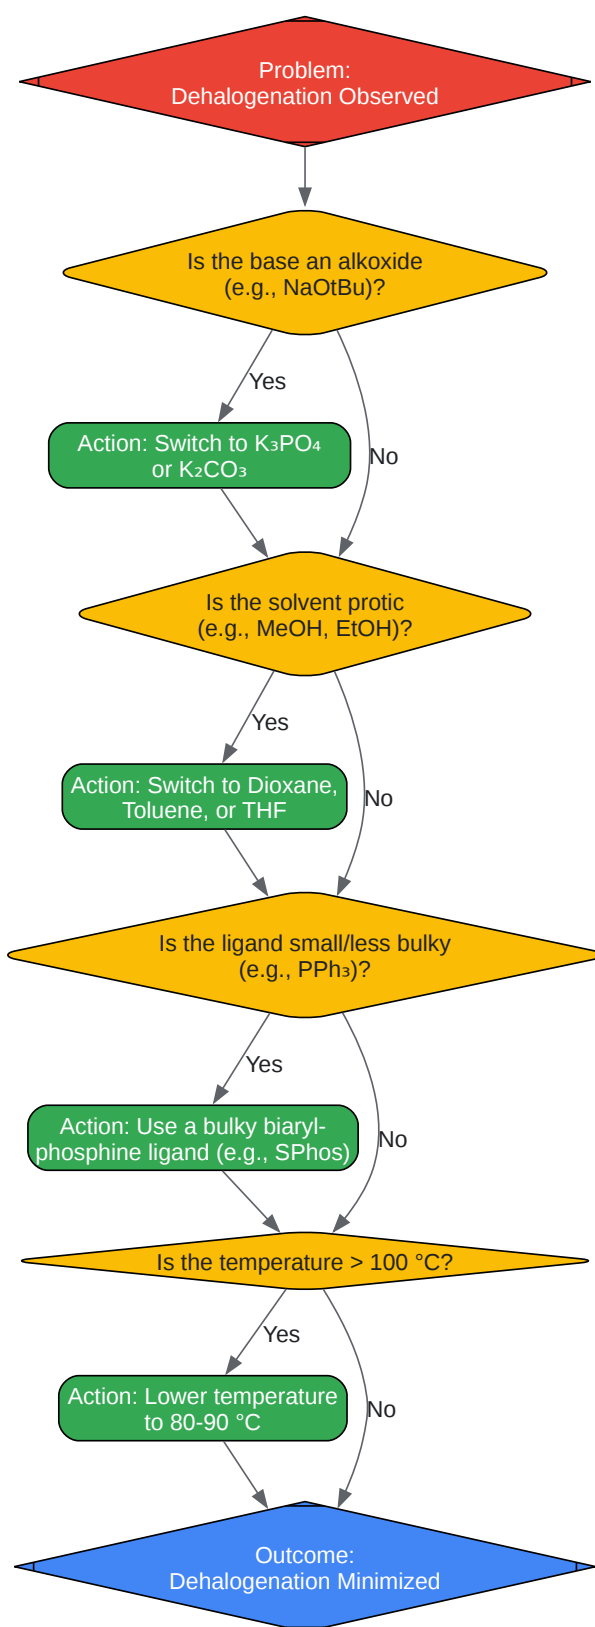 Problem:
Dehalogenation Observed
Is the base an alkoxide
(e.g., NaOtBu)?
Yes
Action: Switch to K₃PO₄
or K₂CO₃
No
Is the solvent protic
(e.g., MeOH, EtOH)?
Yes
Action: Switch to Dioxane,
Toluene, or THF
No
Is the ligand small/less bulky
(e.g., PPh₃)?
Yes
Action: Use a bulky biaryl-
phosphine ligand (e.g., SPhos)
No
Is the temperature > 100 °C?
Yes
Action: Lower temperature
to 80-90 °C
No
Outcome:
Dehalogenation Minimized